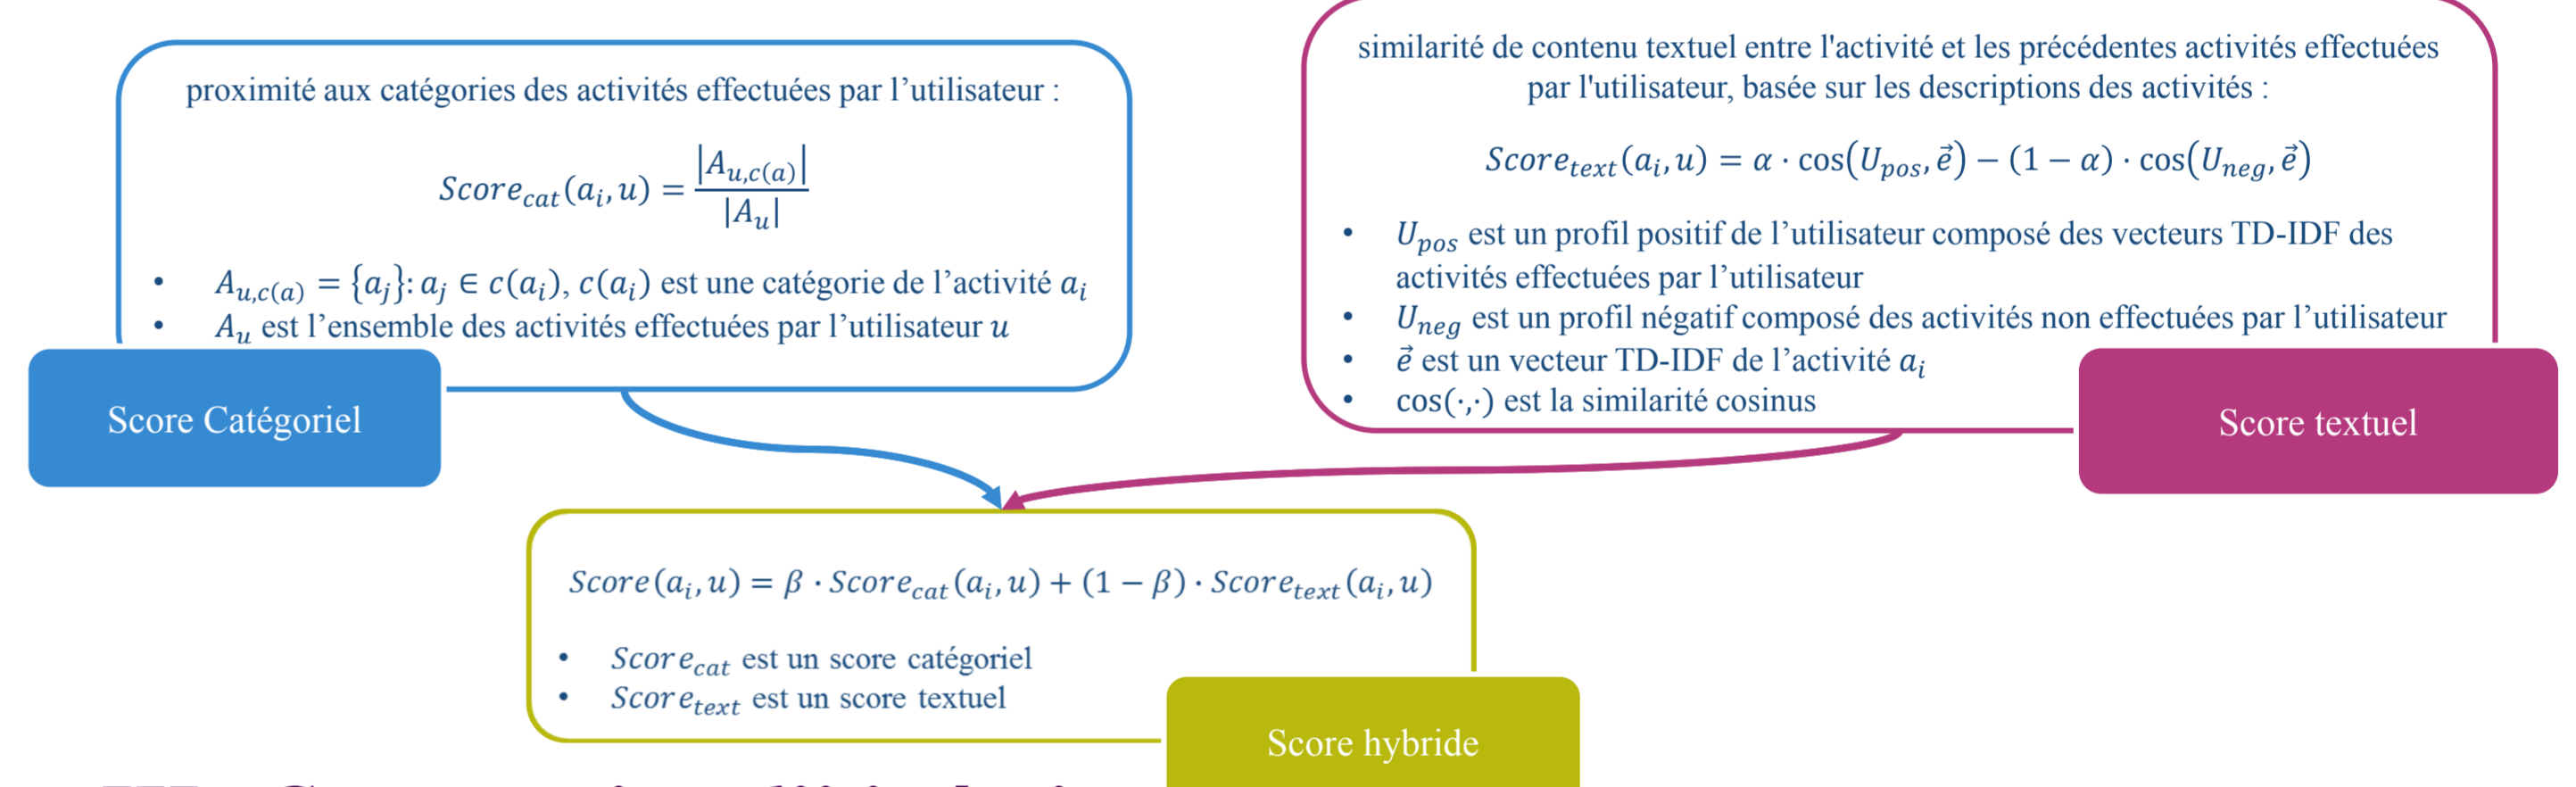 proximité aux catégories des activités effectuées par l’utilisateur :
Score_cat(a_i, u) = |A_{u,c(a)}| / |A_u|
• A_{u,c(a)} = {a_j}: a_j ∈ c(a_i), c(a_i) est une catégorie de l’activité a_i
• A_u est l’ensemble des activités effectuées par l’utilisateur u
Score Catégoriel
similarité de contenu textuel entre l'activité et les précédentes activités effectuées
par l'utilisateur, basée sur les descriptions des activités :
Score_text(a_i, u) = α · cos(U_pos, e⃗) − (1 − α) · cos(U_neg, e⃗)
• U_pos est un profil positif de l’utilisateur composé des vecteurs TD-IDF des
activités effectuées par l’utilisateur
• U_neg est un profil négatif composé des activités non effectuées par l’utilisateur
• e⃗ est un vecteur TD-IDF de l’activité a_i
• cos(·,·) est la similarité cosinus
Score textuel
Score(a_i, u) = β · Score_cat(a_i, u) + (1 − β) · Score_text(a_i, u)
• Score_cat est un score catégoriel
• Score_text est un score textuel
Score hybride